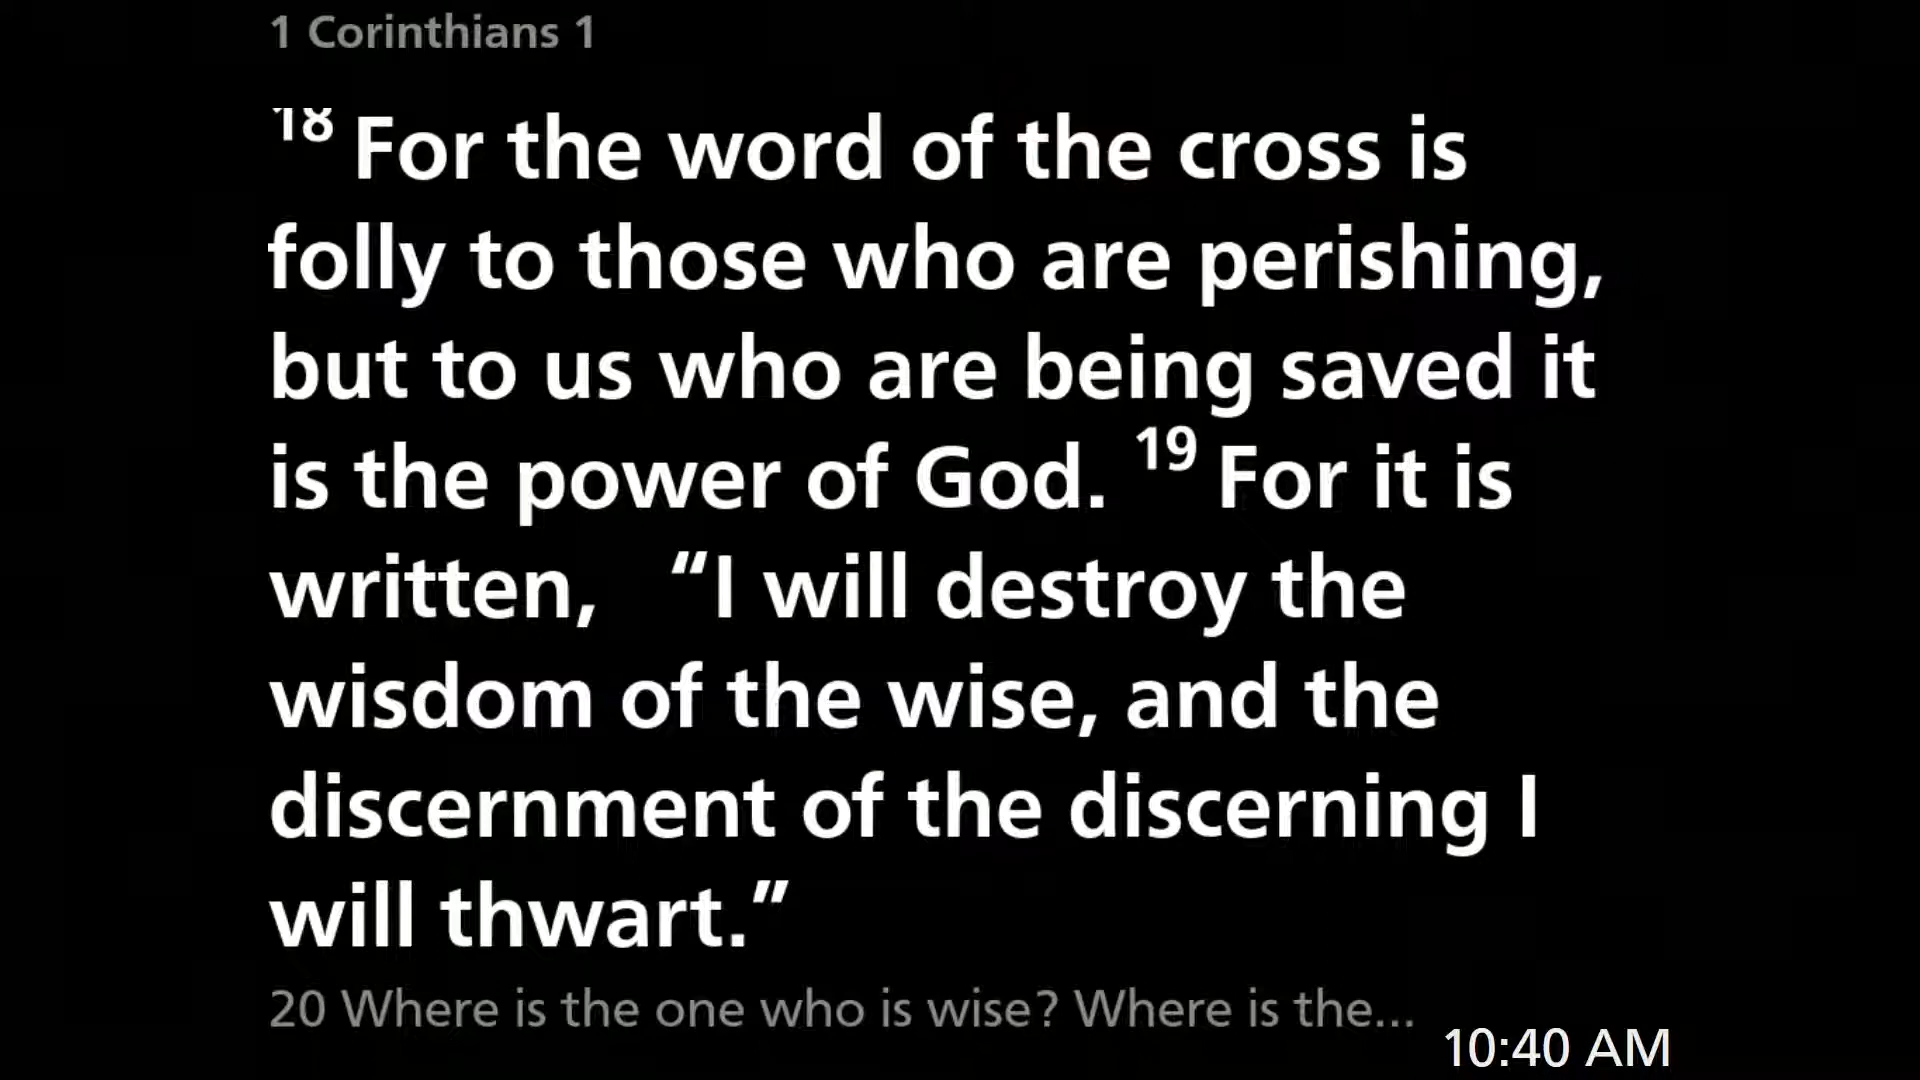 1 Corinthians 1
18 For the word of the cross is
folly to those who are perishing,
but to us who are being saved it
is the power of God. 19 For it is
written,   “I will destroy the
wisdom of the wise, and the
discernment of the discerning I
will thwart.”
20 Where is the one who is wise? Where is the...
10:40 AM